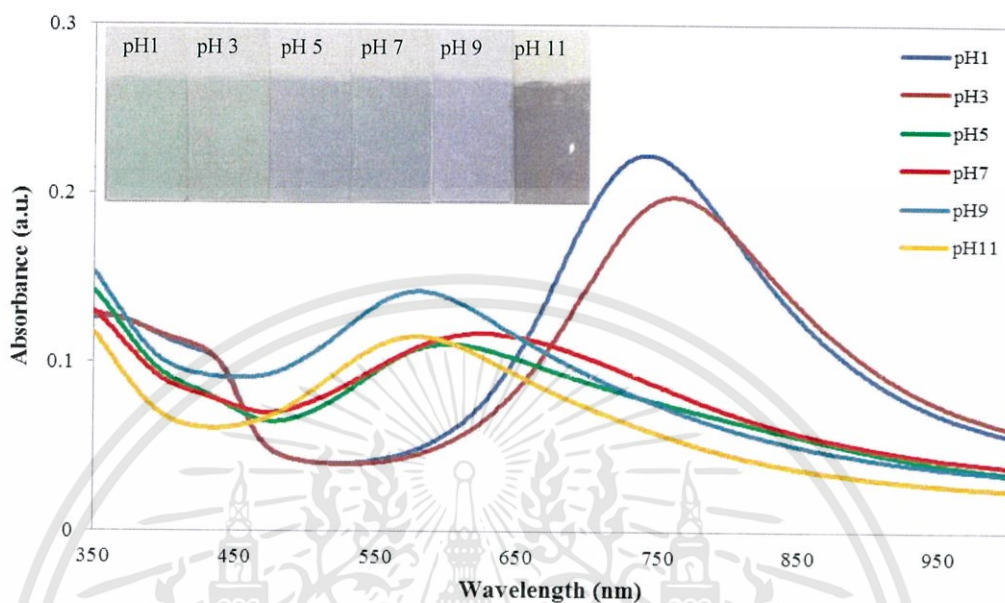 0.3
pH1 pH 3 pH 5 pH 7 pH 9 pH 11
pH1
pH3
pH5
pH7
pH9
pH11
0.2
0.1
0
Absorbance (a.u.)
350 450 550 650 750 850 950
Wavelength (nm)